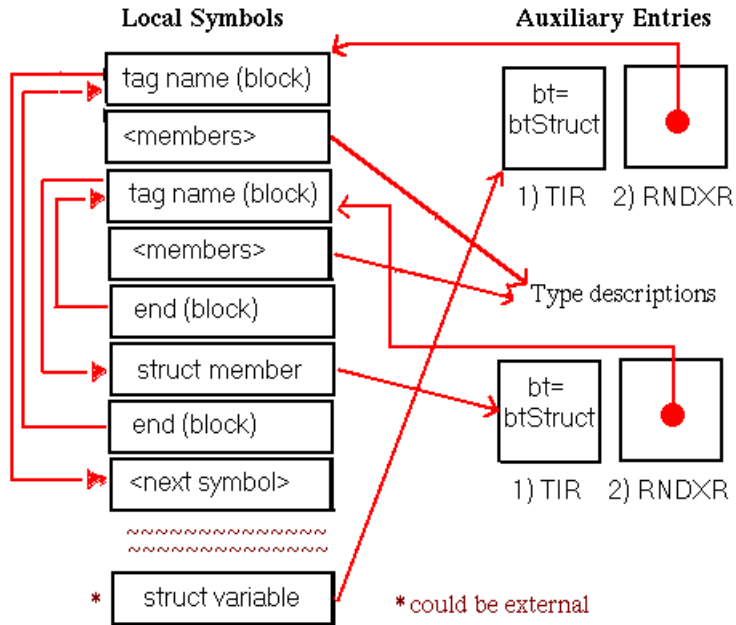 Local Symbols
Auxiliary Entries
tag name (block)
<members>
tag name (block)
<members>
end (block)
struct member
end (block)
<next symbol>
~~~~~~~~~~~~~~
~~~~~~~~~~~~~~
* struct variable
bt=
btStruct
1) TIR 2) RNDXR
Type descriptions
bt=
btStruct
1) TIR 2) RNDXR
* could be external